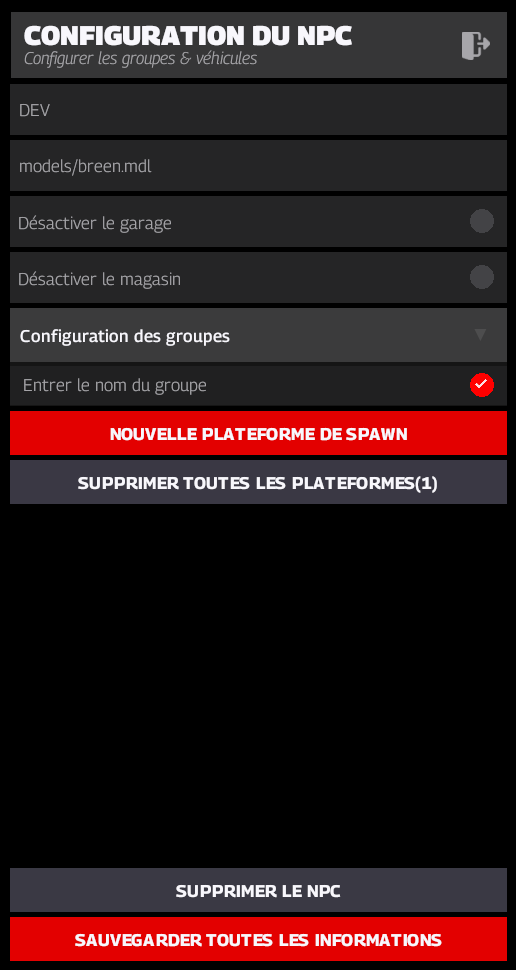 CONFIGURATION DU NPC
Configurer les groupes & véhicules
DEV
models/breen.mdl
Désactiver le garage
Désactiver le magasin
Configuration des groupes
Entrer le nom du groupe
NOUVELLE PLATEFORME DE SPAWN
SUPPRIMER TOUTES LES PLATEFORMES(1)
SUPPRIMER LE NPC
SAUVEGARDER TOUTES LES INFORMATIONS